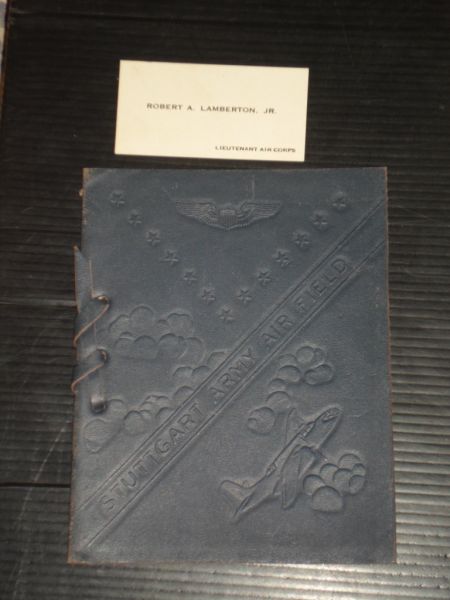 ROBERT A. LAMBERTON, JR.
LIEUTENANT AIR CORPS
STUTTGART ARMY AIR FIELD